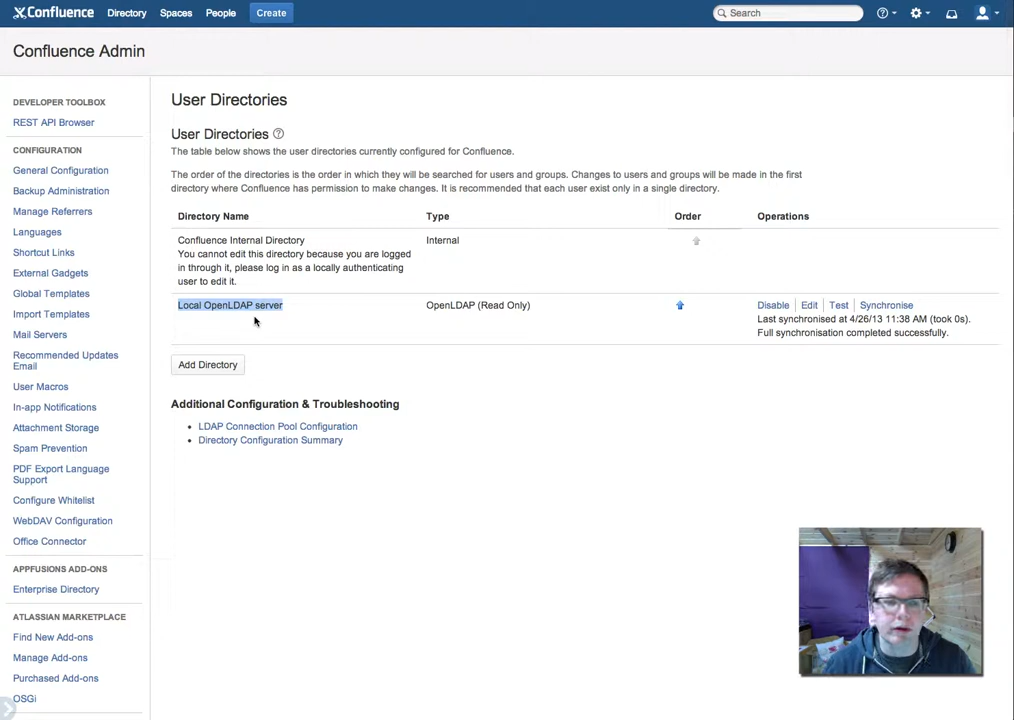 Confluence Directory Spaces People Create Search
Confluence Admin
DEVELOPER TOOLBOX
REST API Browser
CONFIGURATION
General Configuration
Backup Administration
Manage Referrers
Languages
Shortcut Links
External Gadgets
Global Templates
Import Templates
Mail Servers
Recommended Updates
Email
User Macros
In-app Notifications
Attachment Storage
Spam Prevention
PDF Export Language
Support
Configure Whitelist
WebDAV Configuration
Office Connector
APPFUSIONS ADD-ONS
Enterprise Directory
ATLASSIAN MARKETPLACE
Find New Add-ons
Manage Add-ons
Purchased Add-ons
OSGi
User Directories
User Directories
The table below shows the user directories currently configured for Confluence.
The order of the directories is the order in which they will be searched for users and groups. Changes to users and groups will be made in the first
directory where Confluence has permission to make changes. It is recommended that each user exist only in a single directory.
Directory Name Type Order Operations
Confluence Internal Directory Internal
You cannot edit this directory because you are logged
in through it, please log in as a locally authenticating
user to edit it.
Local OpenLDAP server OpenLDAP (Read Only) Disable Edit Test Synchronise
Last synchronised at 4/26/13 11:38 AM (took 0s).
Full synchronisation completed successfully.
Add Directory
Additional Configuration & Troubleshooting
• LDAP Connection Pool Configuration
• Directory Configuration Summary